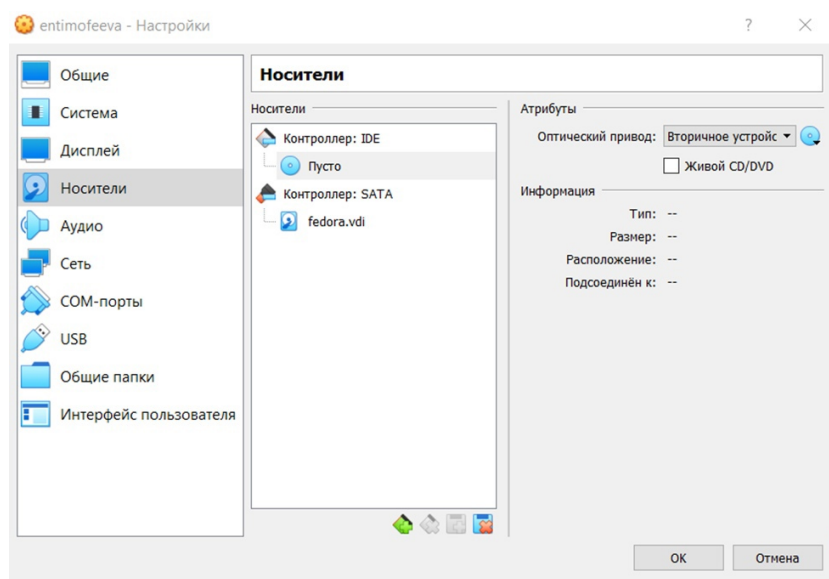 entimofeeva - Настройки
?
Общие
Система
Дисплей
Носители
Аудио
Сеть
COM-порты
USB
Общие папки
Интерфейс пользователя
Носители
Носители
Контроллер: IDE
Пусто
Контроллер: SATA
fedora.vdi
Атрибуты
Оптический привод: Вторичное устройс
Живой CD/DVD
Информация
Тип: --
Размер: --
Расположение: --
Подсоединён к: --
OK Отмена